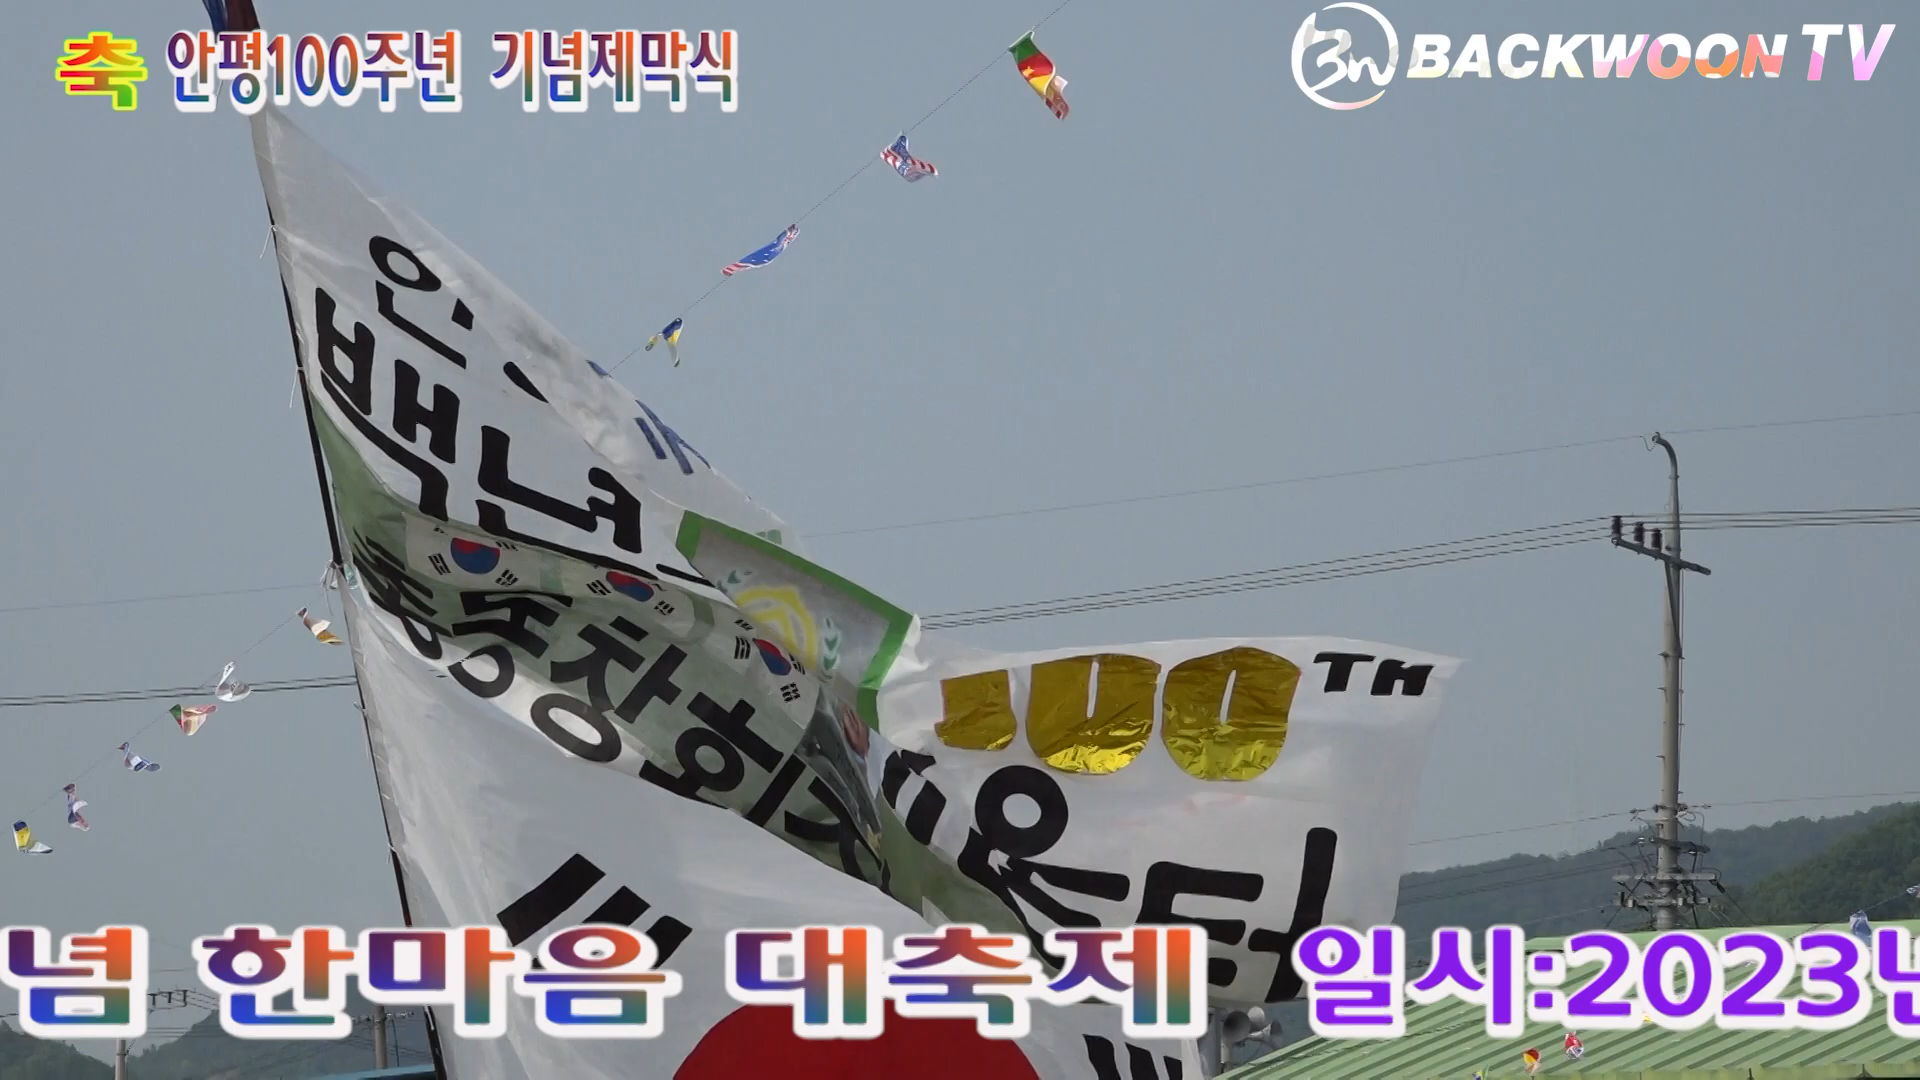 축 안평100주년 기념제막식
BACKWOON TV
백년
총동창회
100TH
념 한마음 대축제 일시:2023년